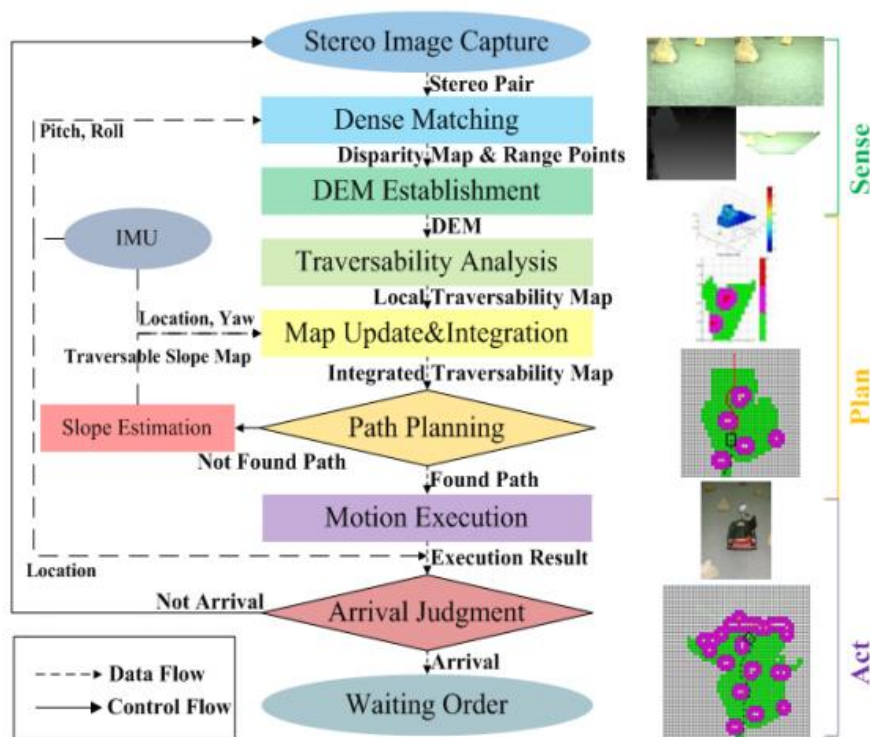 Stereo Image Capture
Stereo Pair
Pitch, Roll
Dense Matching
Disparity Map & Range Points
DEM Establishment
DEM
IMU
Traversability Analysis
Local Traversability Map
Location, Yaw
Map Update&Integration
Traversable Slope Map
Integrated Traversability Map
Slope Estimation
Path Planning
Not Found Path
Found Path
Motion Execution
Location
Execution Result
Not Arrival
Arrival Judgment
Arrival
Data Flow
Control Flow
Waiting Order
Sense
Plan
Act